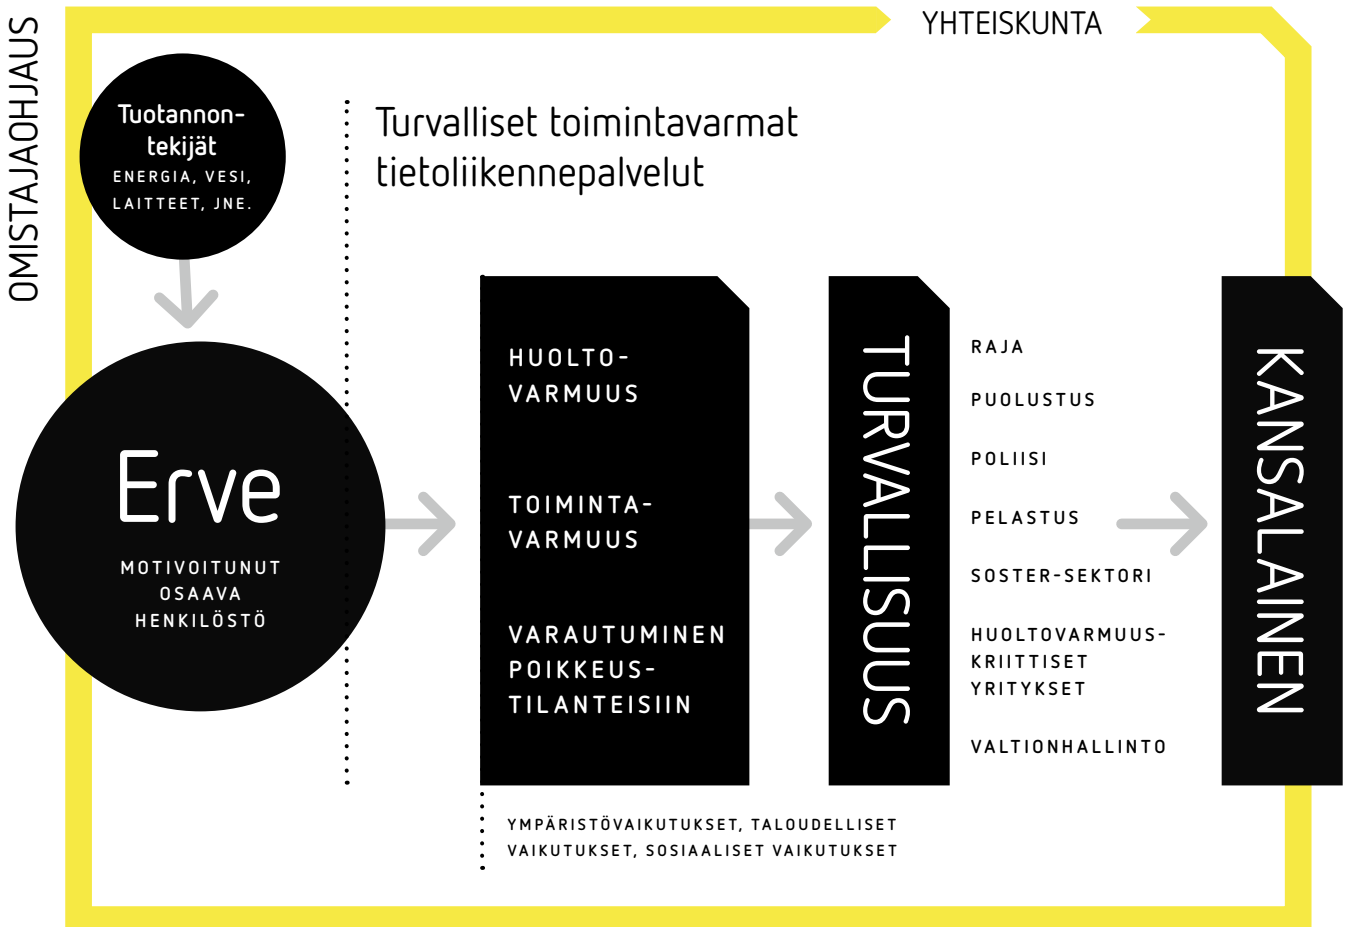 OMISTAJAOHJAUS
YHTEISKUNTA
Tuotannon-
tekijät
ENERGIA, VESI,
LAITTEET, JNE.
Turvalliset toimintavarmat
tietoliikennepalvelut
Erve
MOTIVOITUNUT
OSAAVA
HENKILÖSTÖ
HUOLTO-
VARMUUS
TOIMINTA-
VARMUUS
VARAUTUMINEN
POIKKEUS-
TILANTEISIIN
TURVALLISUUS
RAJA
PUOLUSTUS
POLIISI
PELASTUS
SOSTER-SEKTORI
HUOLTOVARMUUS-
KRIITTISET
YRITYKSET
VALTIONHALLINTO
KANSALAINEN
YMPÄRISTÖVAIKUTUKSET, TALOUDELLISET
VAIKUTUKSET, SOSIAALISET VAIKUTUKSET